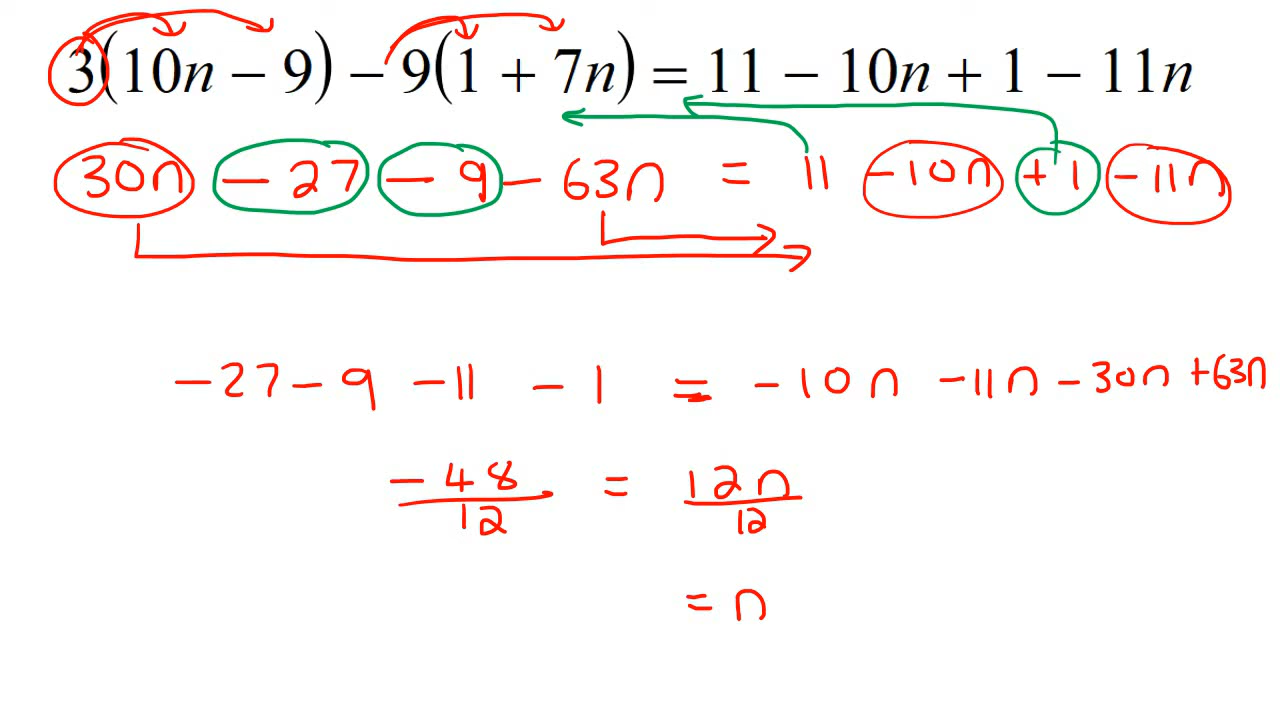 3(10n − 9) − 9(1 + 7n) = 11 − 10n + 1 − 11n
30n − 27 − 9 − 63n = 11 − 10n + 1 − 11n
− 27 − 9 − 11 − 1 = − 10n − 11n − 30n + 63n
− 48 = 12n
12 12
= n